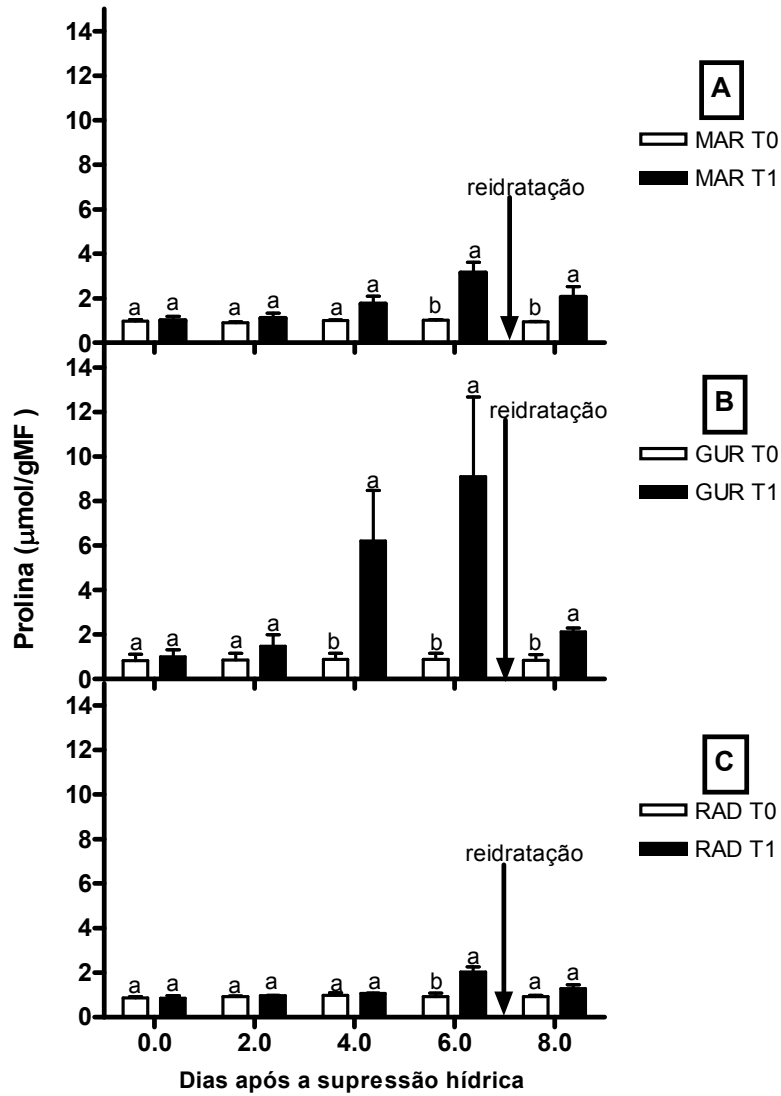 14
12
10
8
6
4
2
0
reidratação
a a a a a a b a b a
A
MAR T0
MAR T1
14
12
10
8
6
4
2
0
reidratação
a a a a b a b a b a
B
GUR T0
GUR T1
14
12
10
8
6
4
2
0
reidratação
a a a a a a b a a a
C
RAD T0
RAD T1
Prolina (µmol/gMF )
0.0 2.0 4.0 6.0 8.0
Dias após a supressão hídrica